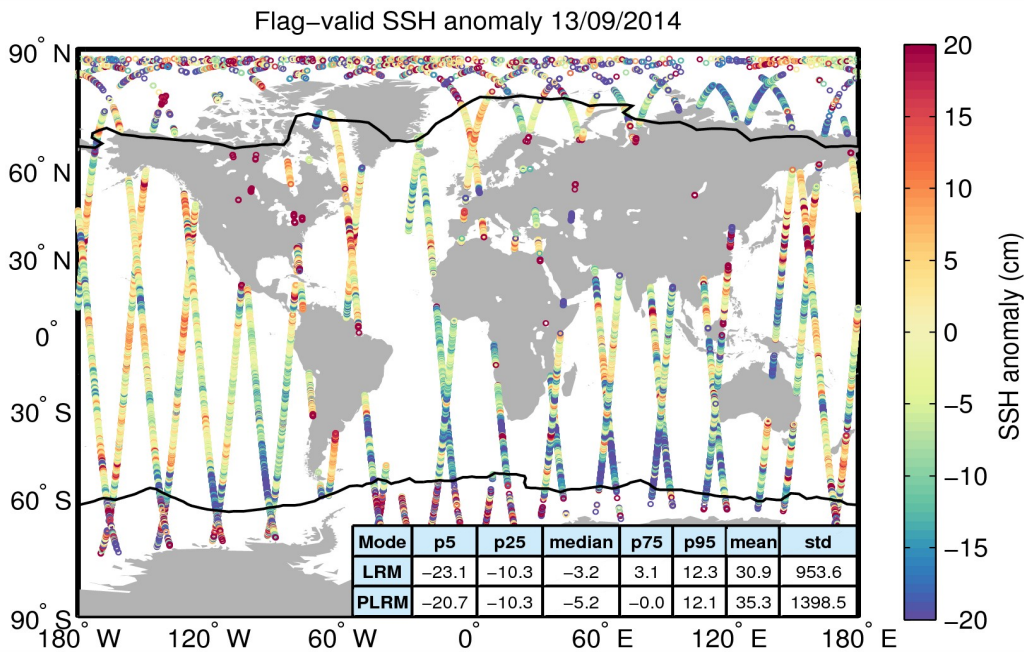 Flag−valid SSH anomaly 13/09/2014
90° N
60° N
30° N
0°
30° S
60° S
90° S
180° W 120° W 60° W 0° 60° E 120° E 180° E
Mode p5 p25 median p75 p95 mean std
LRM −23.1 −10.3 −3.2 3.1 12.3 30.9 953.6
PLRM −20.7 −10.3 −5.2 −0.0 12.1 35.3 1398.5
20
15
10
5
0
−5
−10
−15
−20
SSH anomaly (cm)